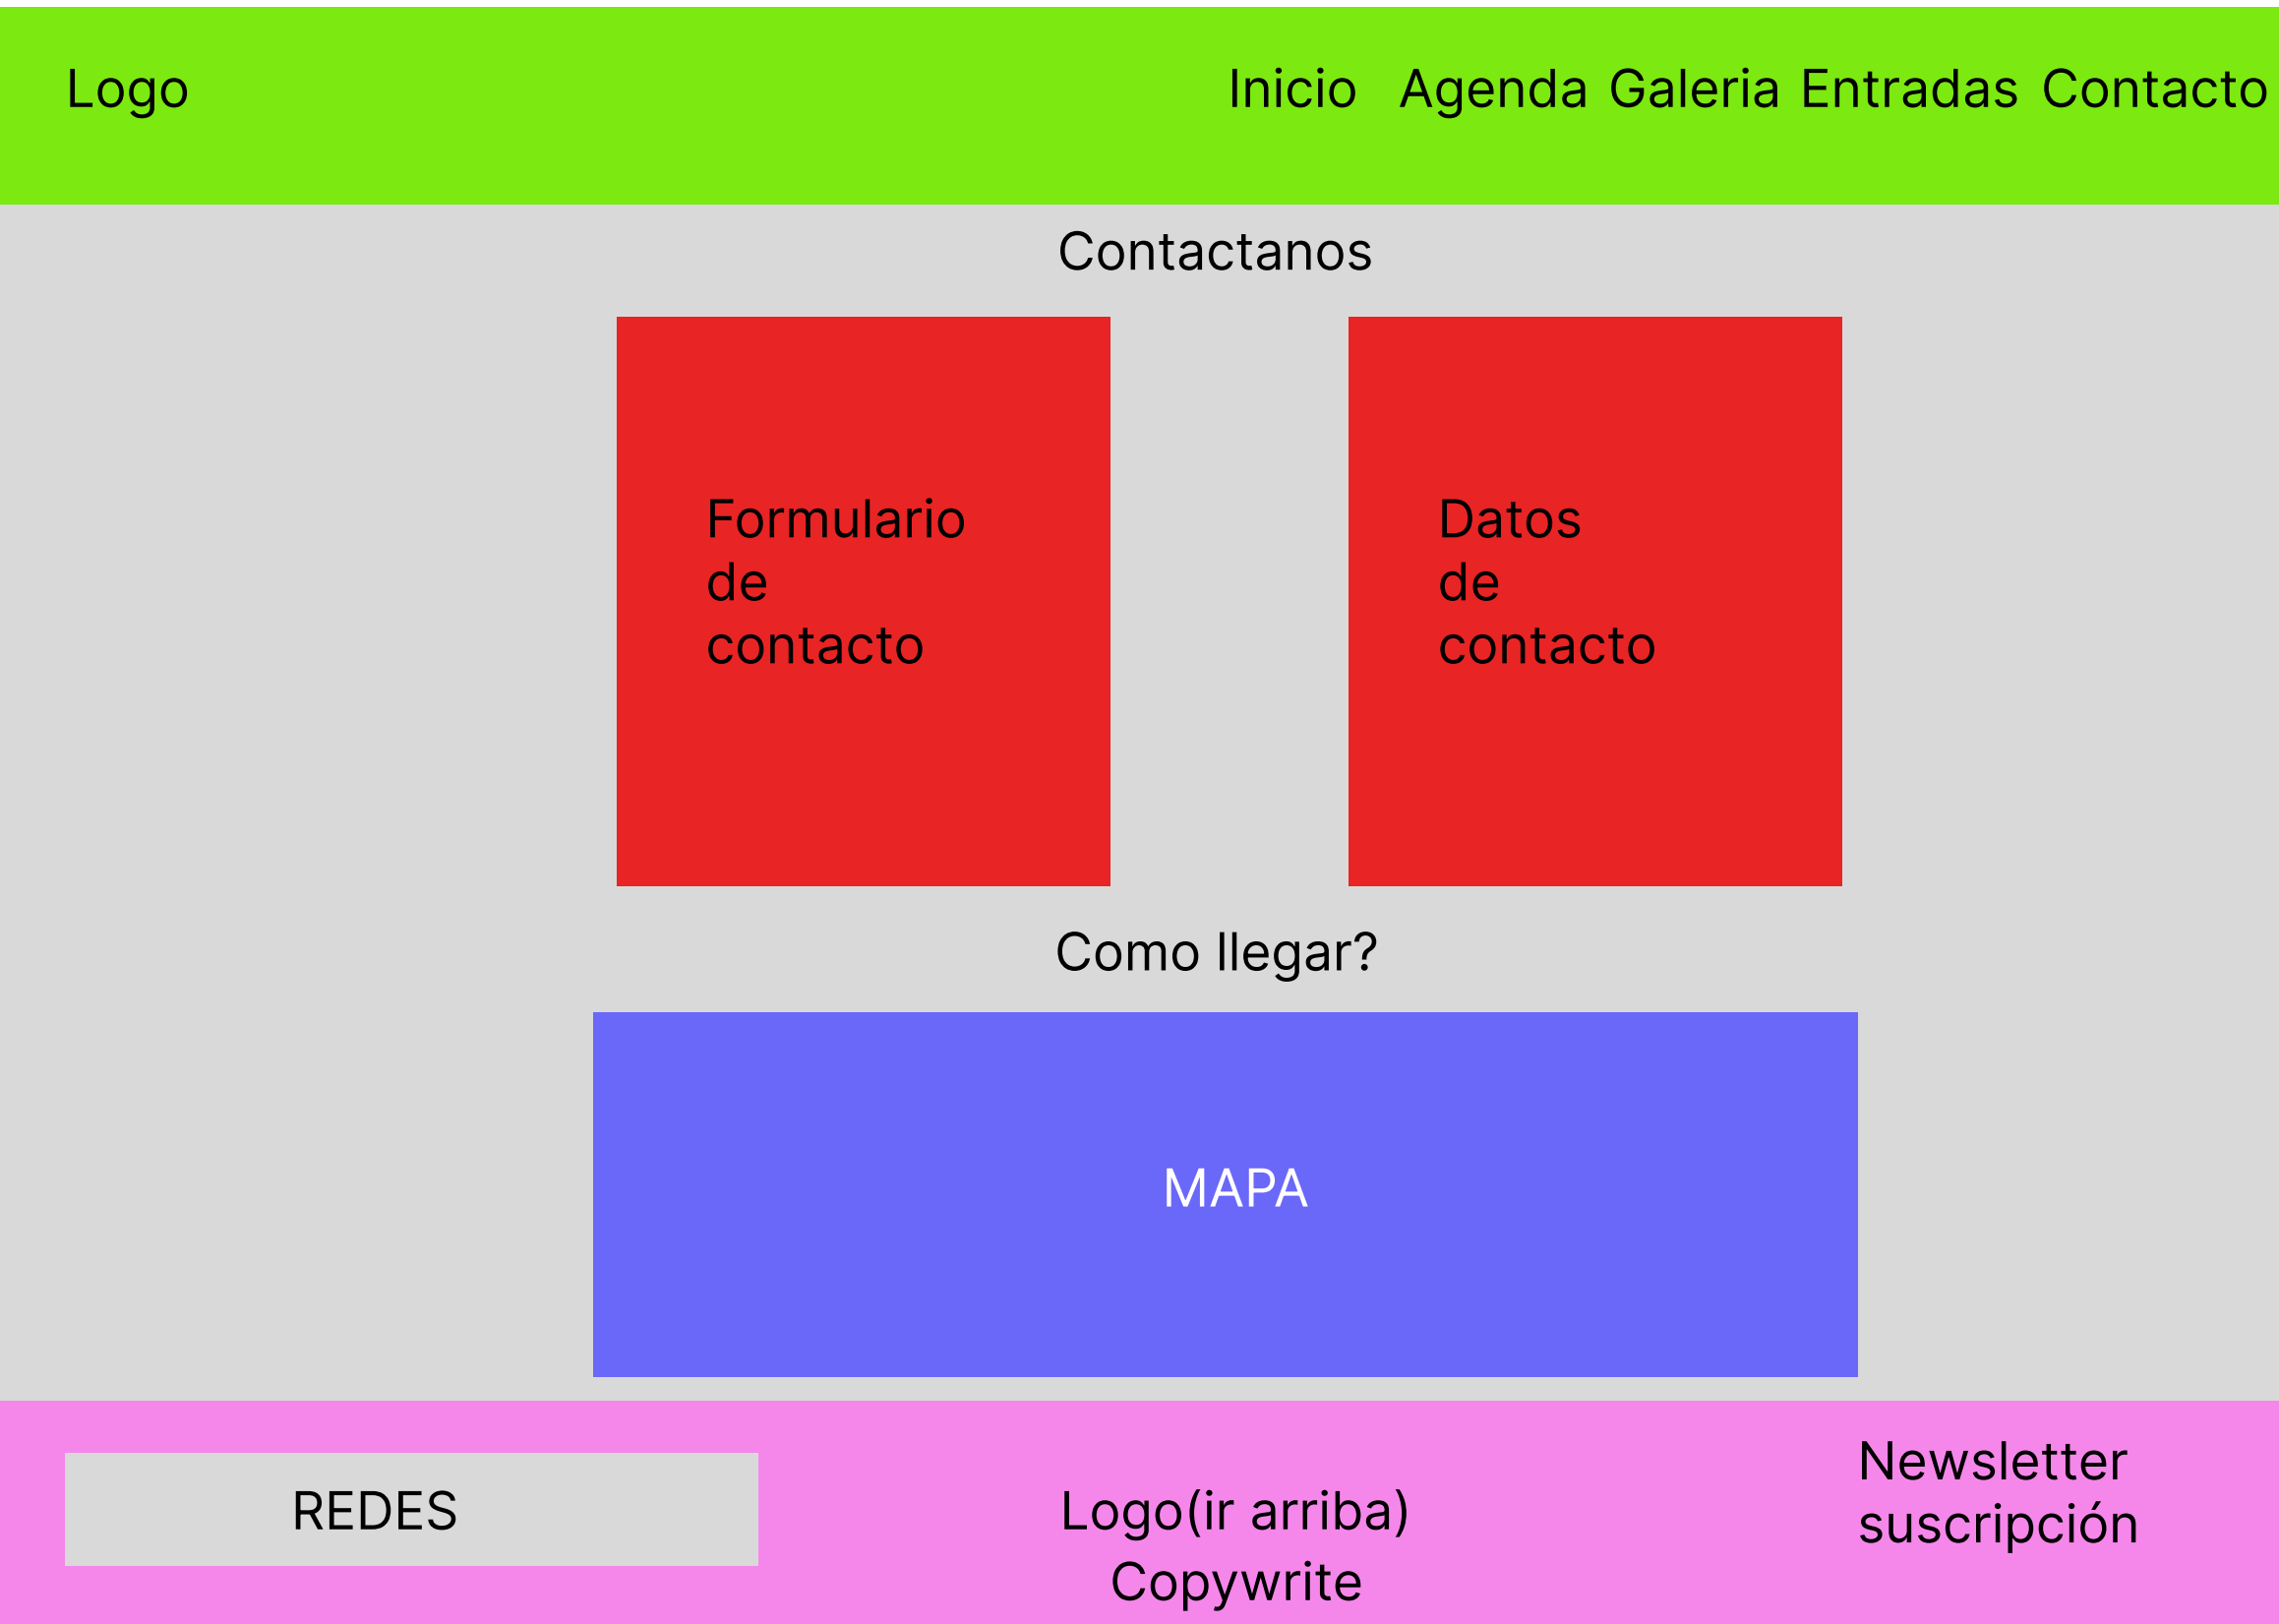 Logo
Inicio Agenda Galeria Entradas Contacto
Contactanos
Formulario
de
contacto
Datos
de
contacto
Como llegar?
MAPA
REDES
Logo(ir arriba)
Copywrite
Newsletter
suscripción